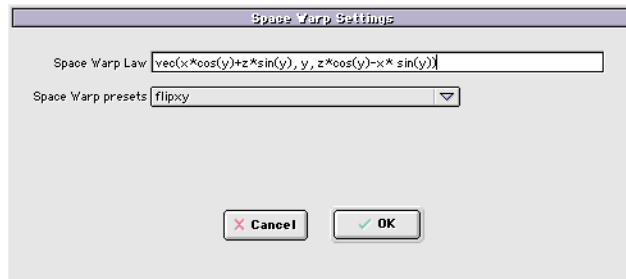 Space Warp Settings
Space Warp Law vec(x*cos(y)+z*sin(y), y, z*cos(y)-x* sin(y))
Space Warp presets flipxy
Cancel OK